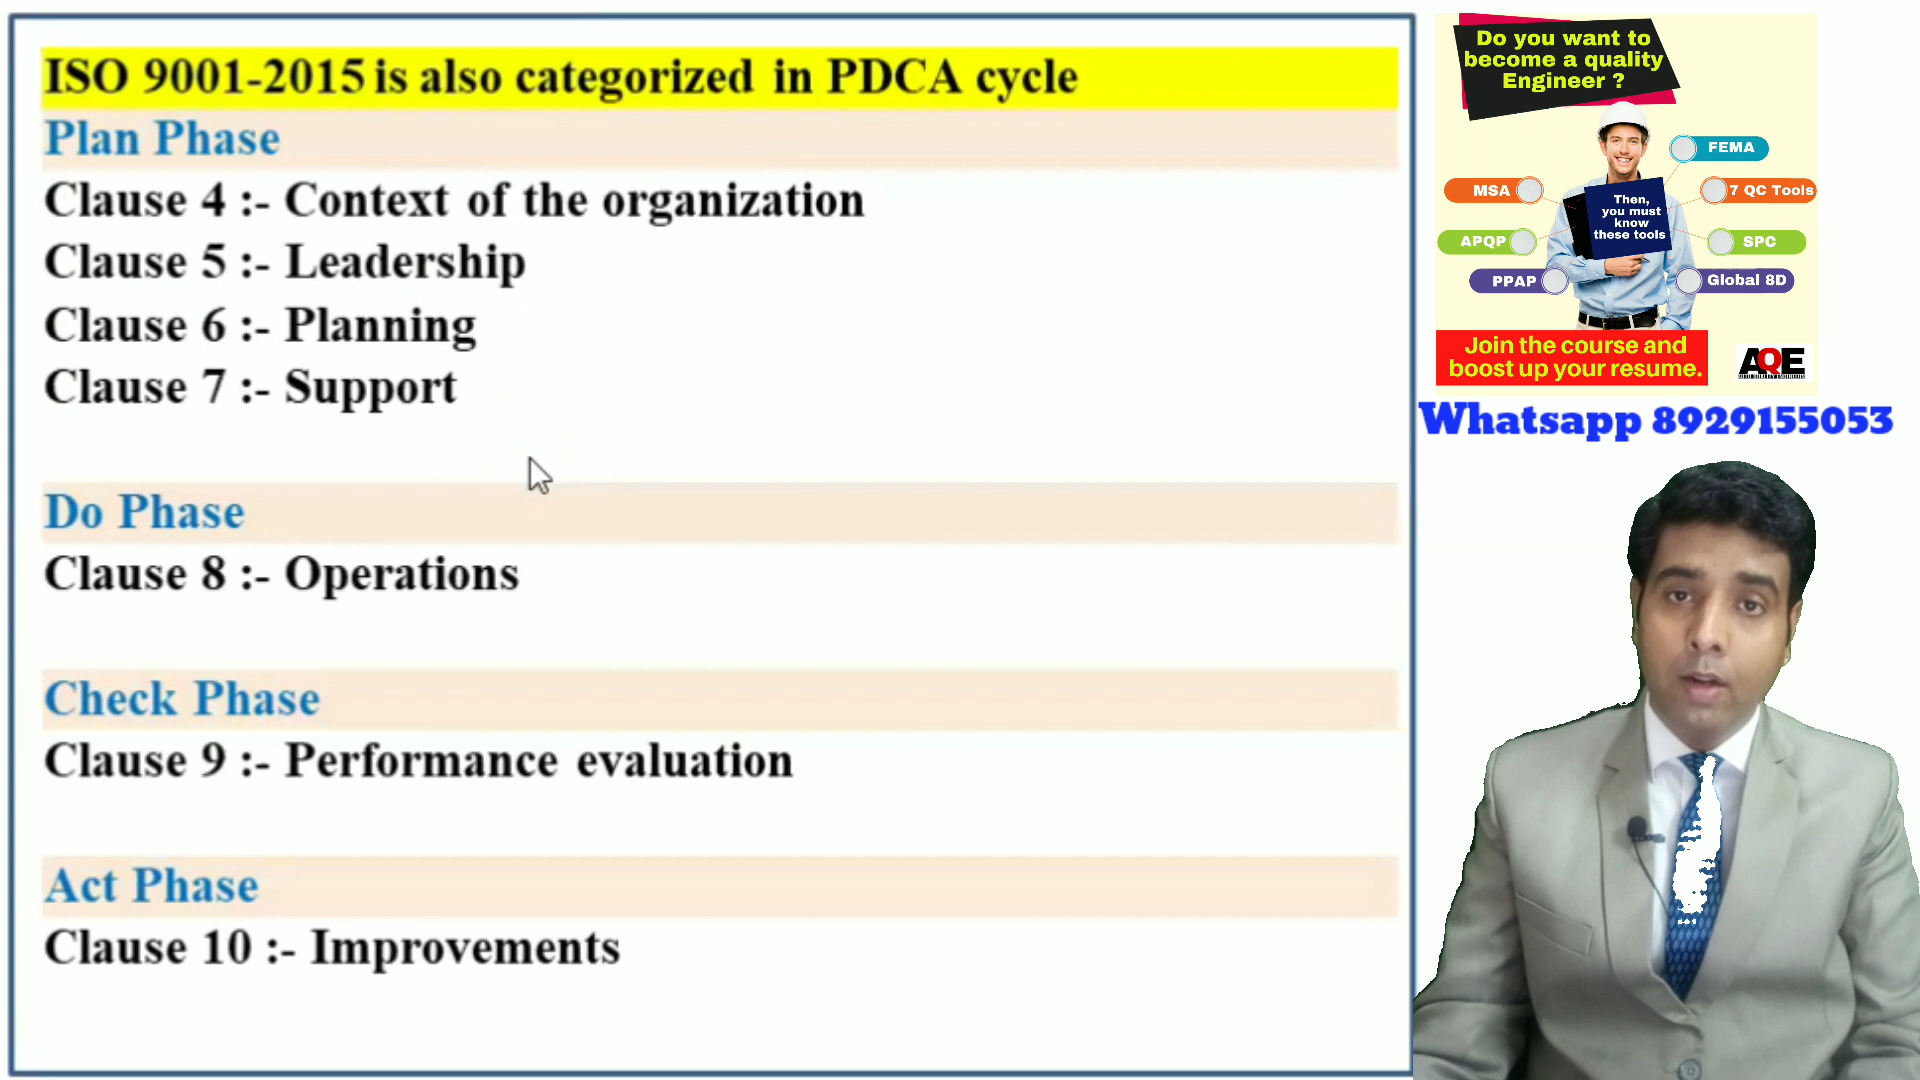 ISO 9001-2015 is also categorized in PDCA cycle
Plan Phase
Clause 4 :- Context of the organization
Clause 5 :- Leadership
Clause 6 :- Planning
Clause 7 :- Support
Do Phase
Clause 8 :- Operations
Check Phase
Clause 9 :- Performance evaluation
Act Phase
Clause 10 :- Improvements
Do you want to
become a quality
Engineer ?
FEMA
MSA
7 QC Tools
Then,
you must
know
these tools
APQP
SPC
PPAP
Global 8D
Join the course and
boost up your resume.
AQE
Whatsapp 8929155053